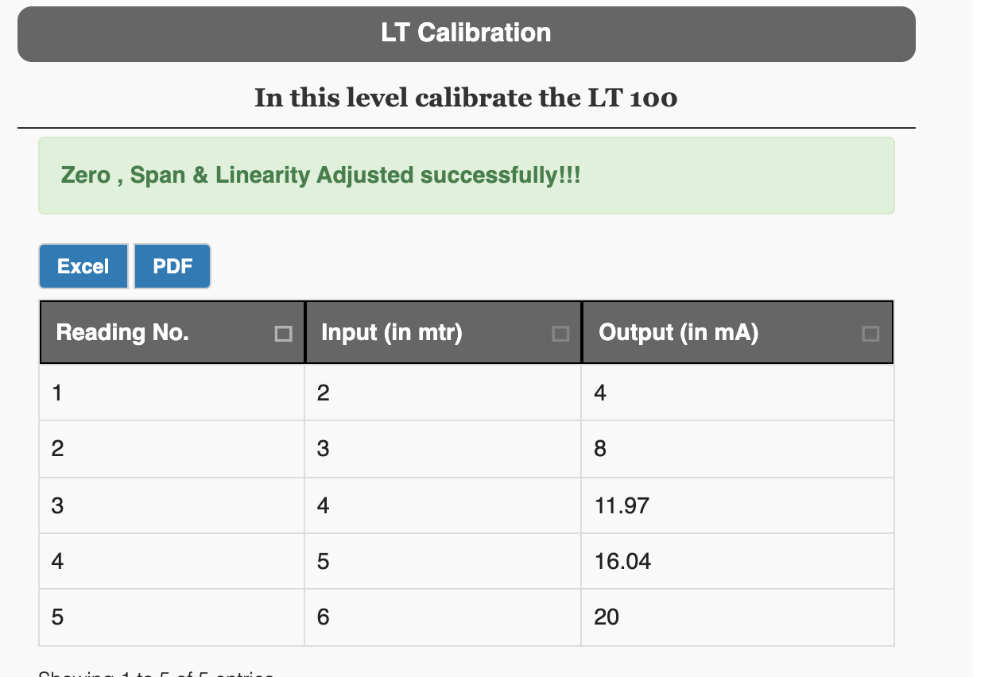 LT Calibration
In this level calibrate the LT 100
Zero , Span & Linearity Adjusted successfully!!!
Excel PDF
Reading No. Input (in mtr) Output (in mA)
1 2 4
2 3 8
3 4 11.97
4 5 16.04
5 6 20
Showing 1 to 5 of 5 entries